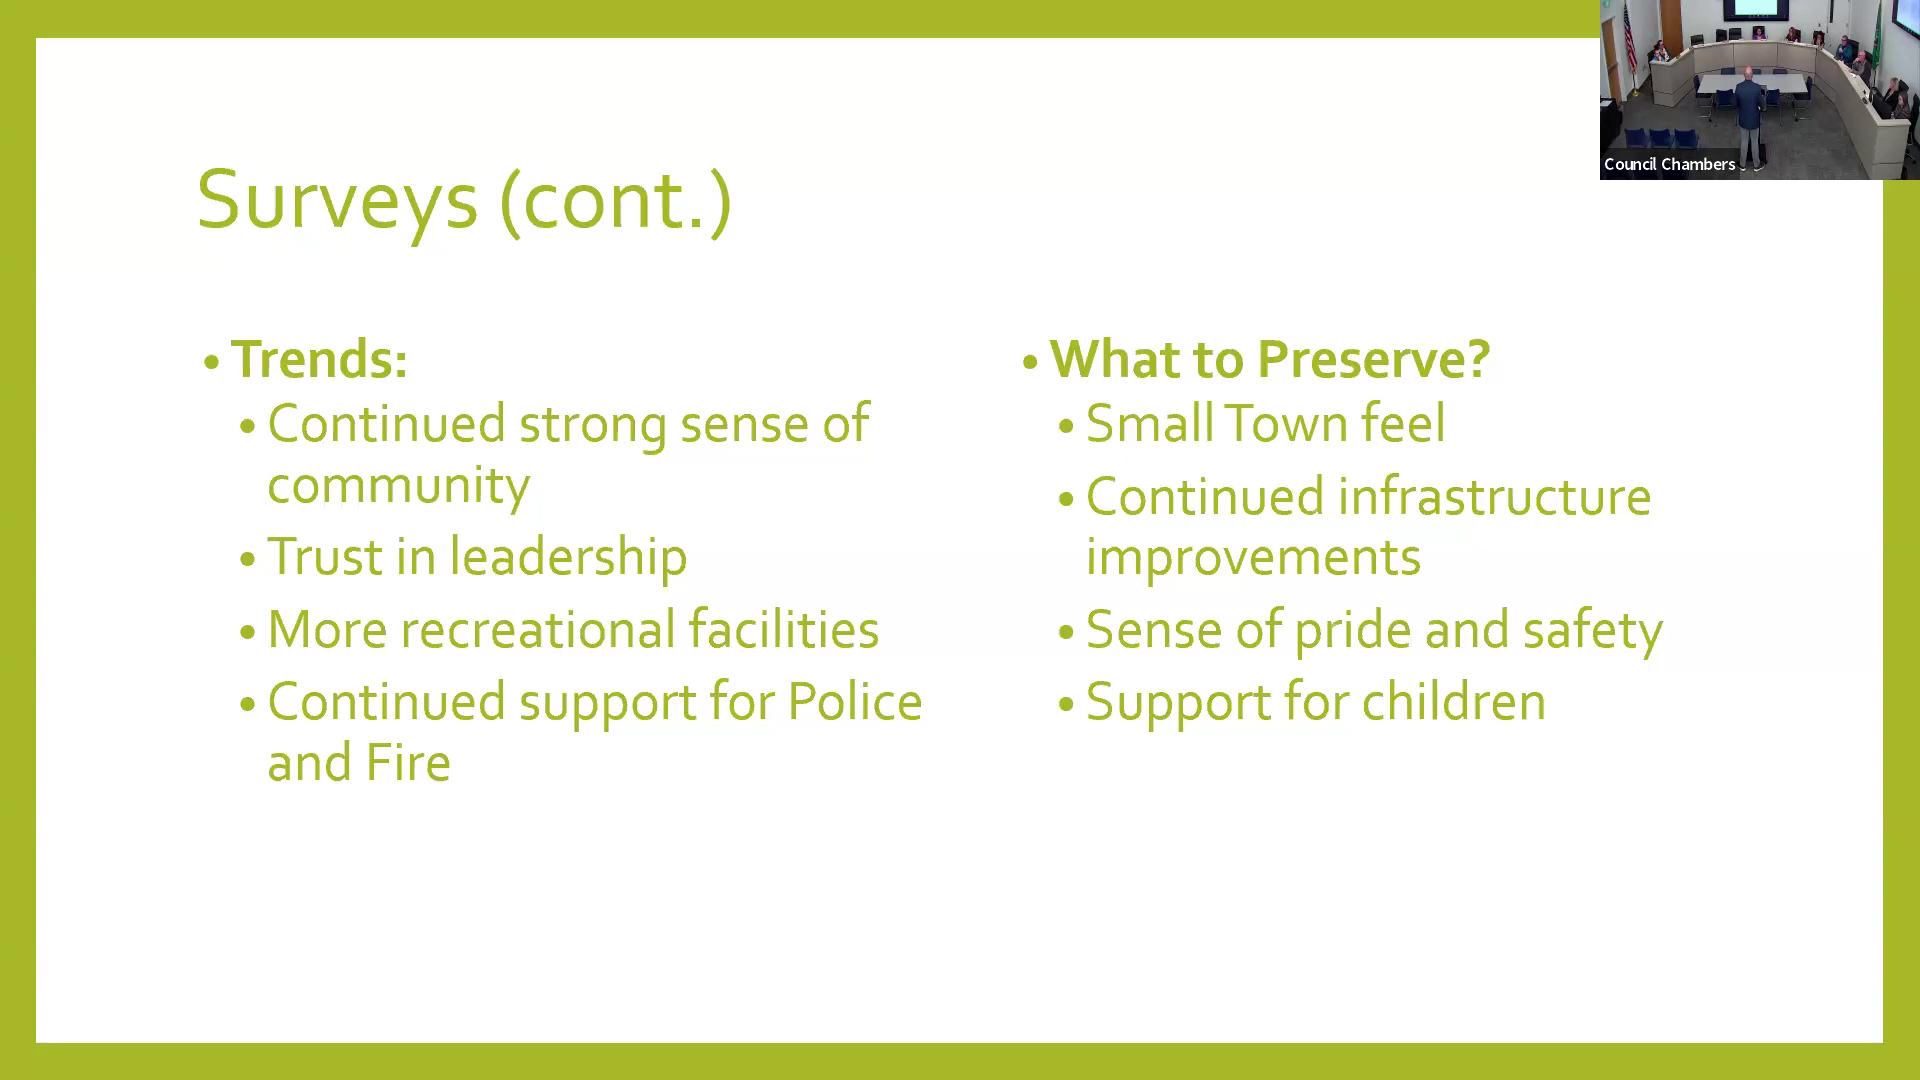 Council Chambers
Surveys (cont.)
• Trends:
• Continued strong sense of
community
• Trust in leadership
• More recreational facilities
• Continued support for Police
and Fire
• What to Preserve?
• Small Town feel
• Continued infrastructure
improvements
• Sense of pride and safety
• Support for children